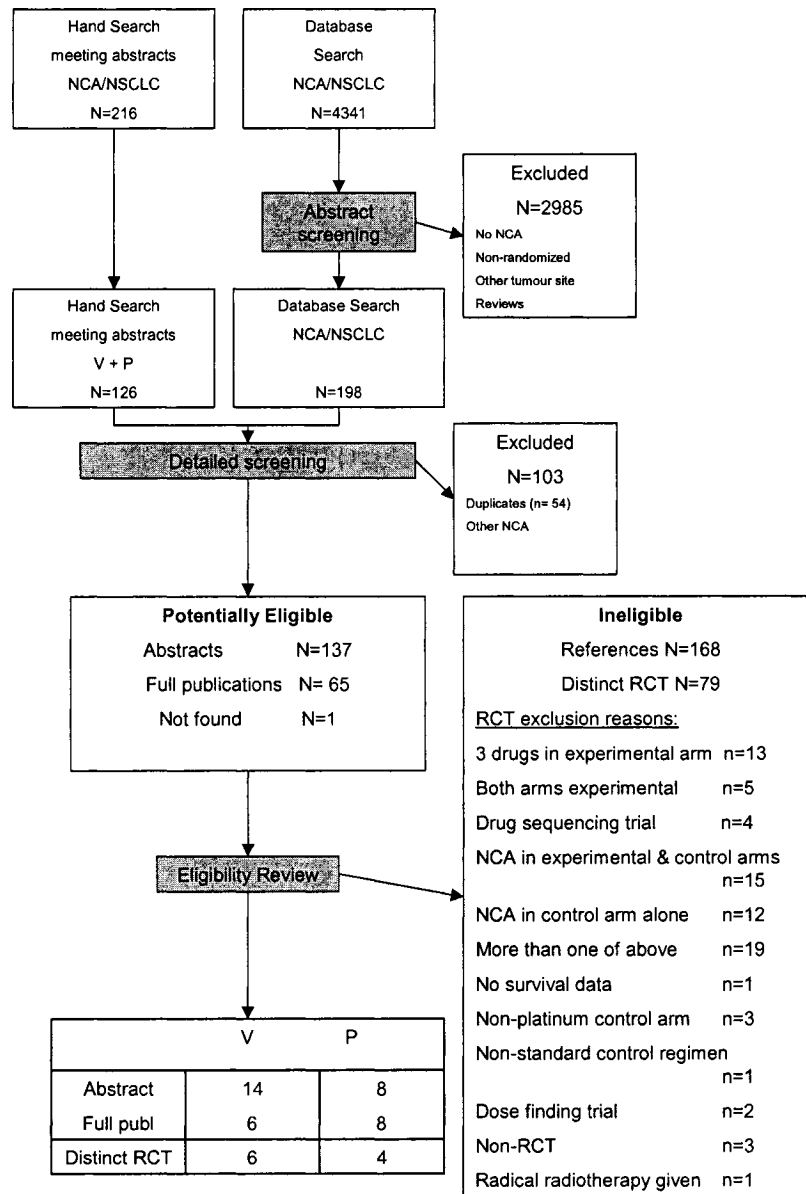 Hand Search
meeting abstracts
NCA/NSCLC
N=216
Database
Search
NCA/NSCLC
N=4341
Abstract
screening
Excluded
N=2985
No NCA
Non-randomized
Other tumour site
Reviews
Hand Search
meeting abstracts
V + P
N=126
Database Search
NCA/NSCLC
N=198
Detailed screening
Excluded
N=103
Duplicates (n= 54)
Other NCA
Potentially Eligible
Abstracts N=137
Full publications N= 65
Not found N=1
Eligibility Review
Ineligible
References N=168
Distinct RCT N=79
RCT exclusion reasons:
3 drugs in experimental arm n=13
Both arms experimental n=5
Drug sequencing trial n=4
NCA in experimental & control arms
n=15
NCA in control arm alone n=12
More than one of above n=19
No survival data n=1
Non-platinum control arm n=3
Non-standard control regimen
n=1
Dose finding trial n=2
Non-RCT n=3
Radical radiotherapy given n=1
V P
Abstract 14 8
Full publ 6 8
Distinct RCT 6 4